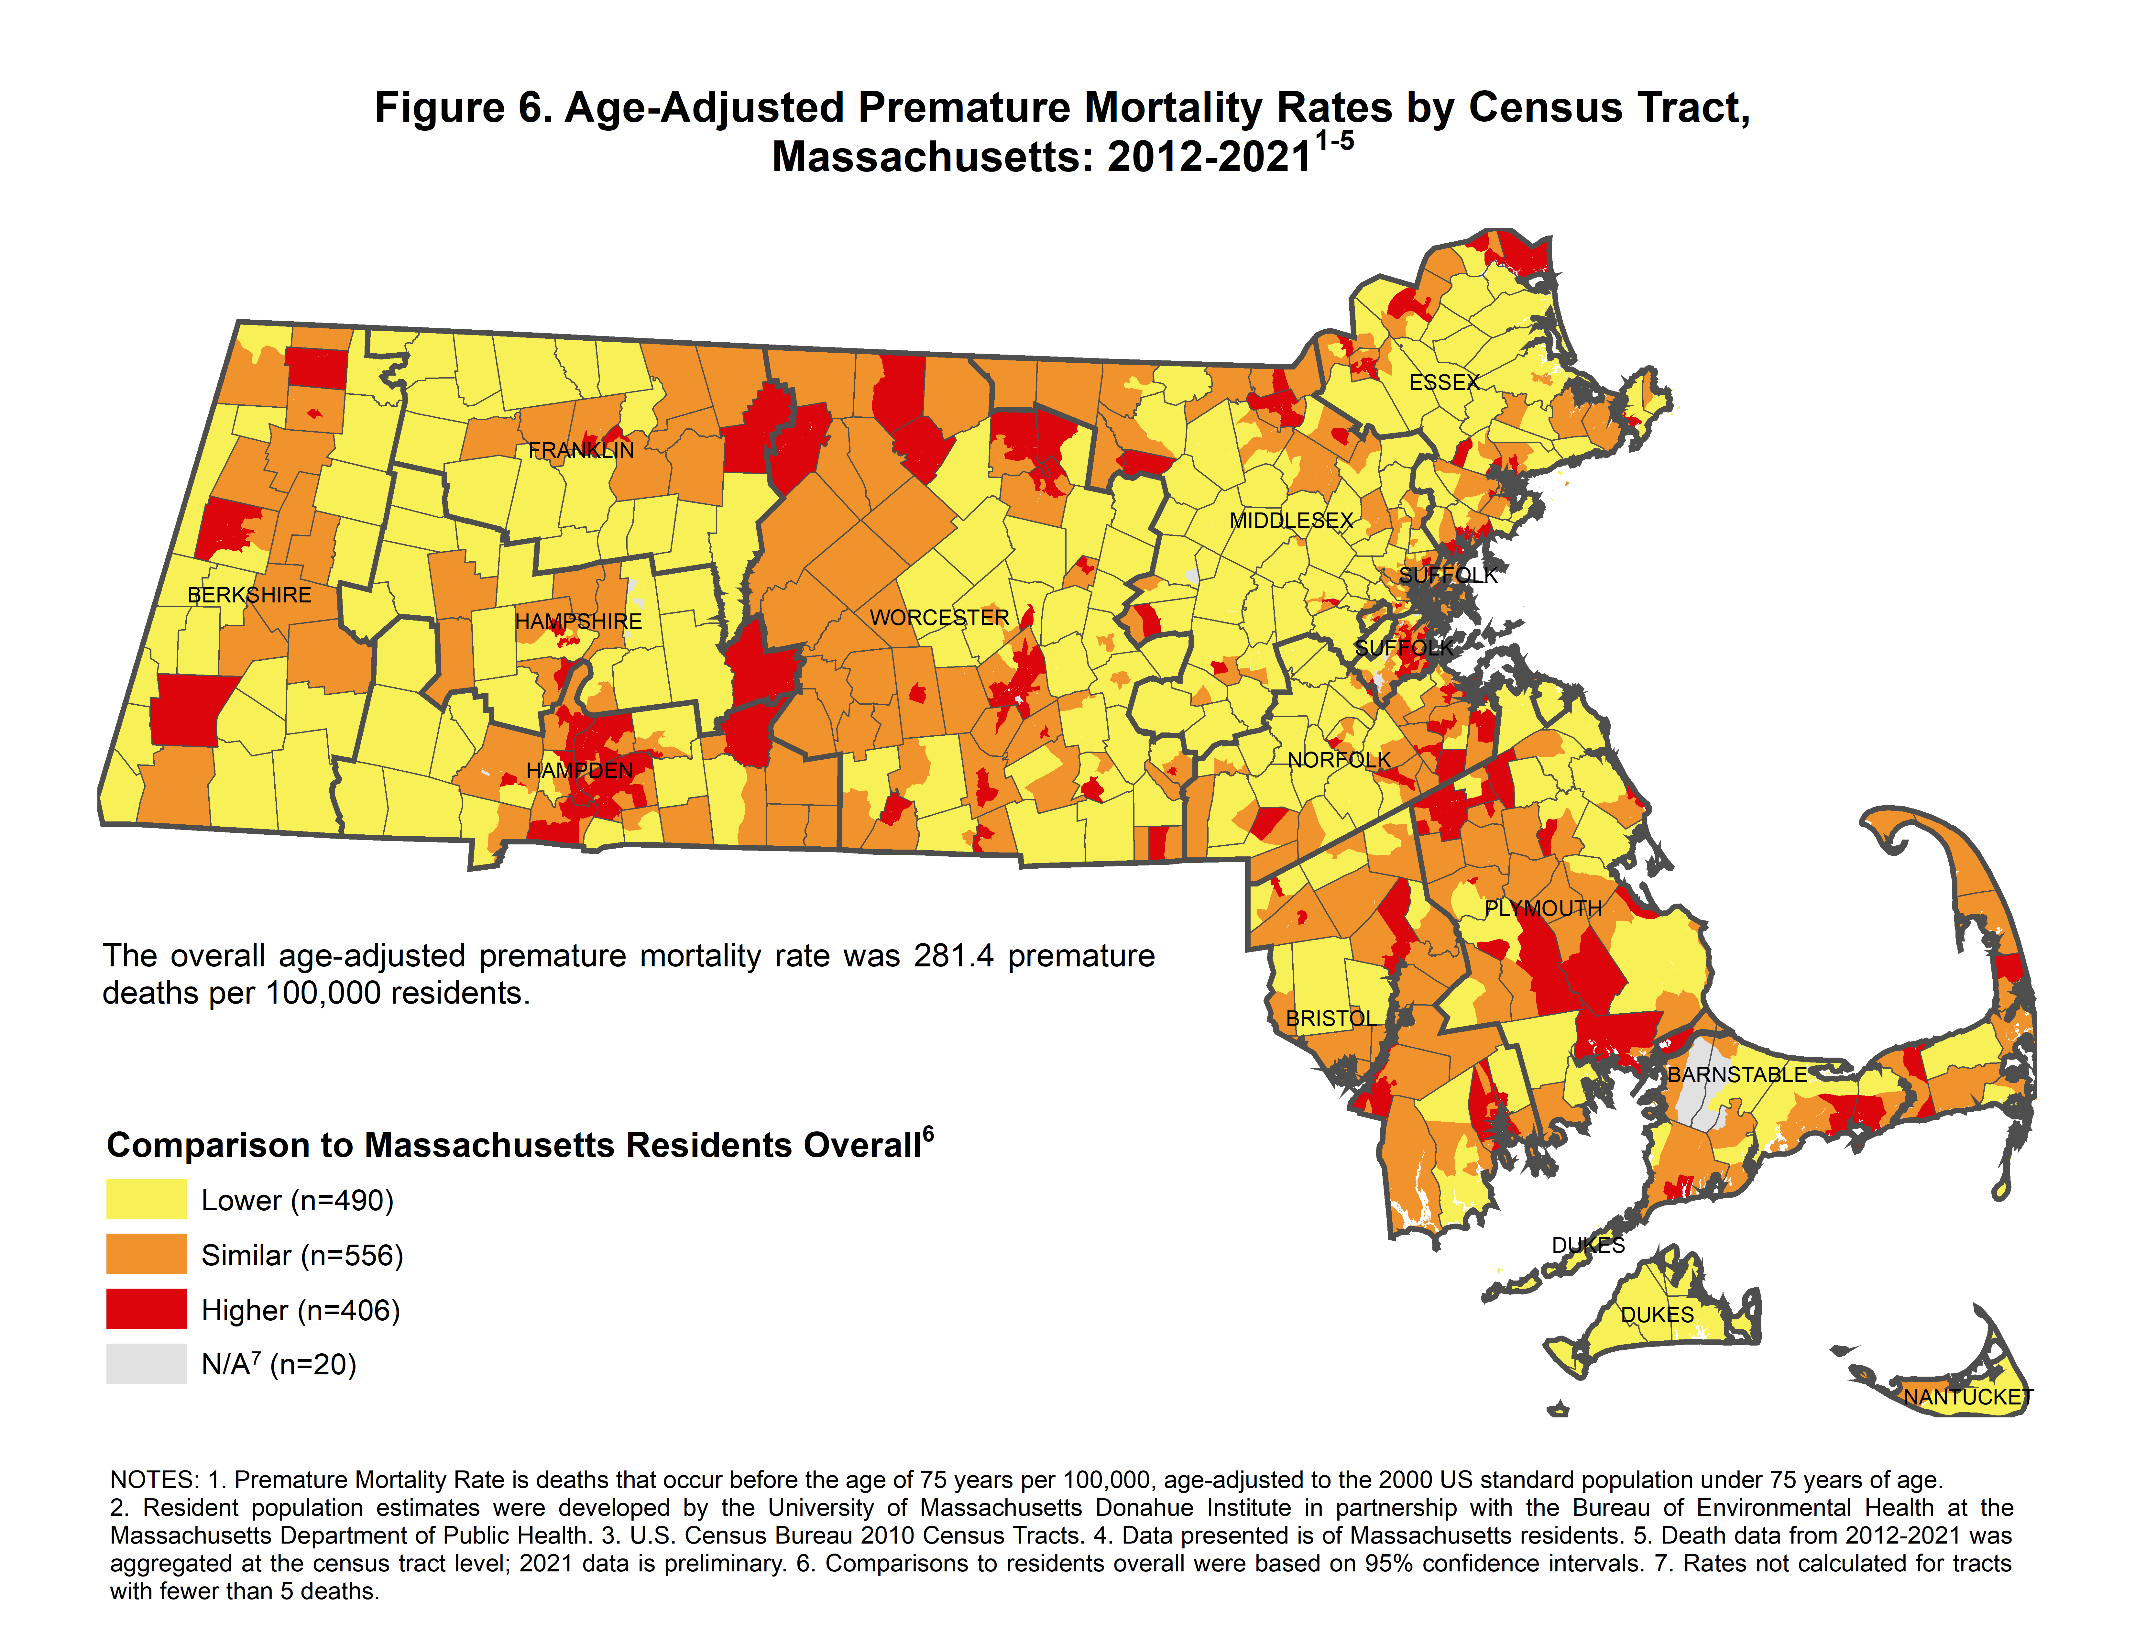 Figure 6. Age-Adjusted Premature Mortality Rates by Census Tract,
Massachusetts: 2012-2021¹⁻⁵
ESSEX
FRANKLIN
MIDDLESEX
SUFFOLK
BERKSHIRE
HAMPSHIRE
WORCESTER
SUFFOLK
NORFOLK
HAMPDEN
PLYMOUTH
The overall age-adjusted premature mortality rate was 281.4 premature
deaths per 100,000 residents.
BRISTOL
BARNSTABLE
Comparison to Massachusetts Residents Overall⁶
Lower (n=490)
Similar (n=556)
DUKES
Higher (n=406)
DUKES
N/A⁷ (n=20)
NANTUCKET
NOTES: 1. Premature Mortality Rate is deaths that occur before the age of 75 years per 100,000, age-adjusted to the 2000 US standard population under 75 years of age.
2. Resident population estimates were developed by the University of Massachusetts Donahue Institute in partnership with the Bureau of Environmental Health at the
Massachusetts Department of Public Health. 3. U.S. Census Bureau 2010 Census Tracts. 4. Data presented is of Massachusetts residents. 5. Death data from 2012-2021 was
aggregated at the census tract level; 2021 data is preliminary. 6. Comparisons to residents overall were based on 95% confidence intervals. 7. Rates not calculated for tracts
with fewer than 5 deaths.